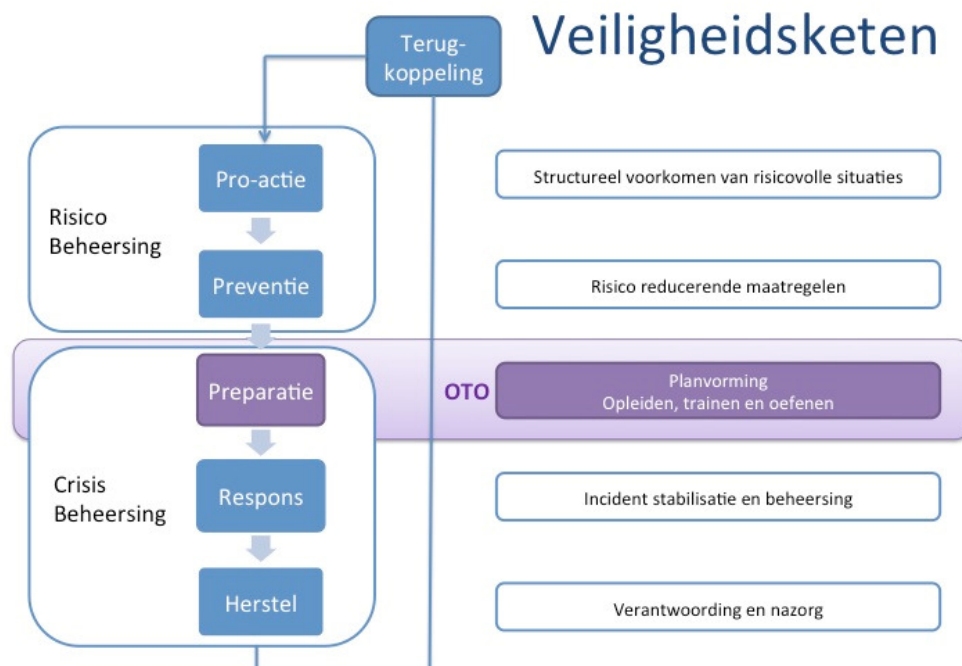 Veiligheidsketen
Terug-
koppeling
Pro-actie
Structureel voorkomen van risicovolle situaties
Risico
Beheersing
Preventie
Risico reducerende maatregelen
Preparatie
OTO
Planvorming
Opleiden, trainen en oefenen
Crisis
Beheersing
Respons
Incident stabilisatie en beheersing
Herstel
Verantwoording en nazorg